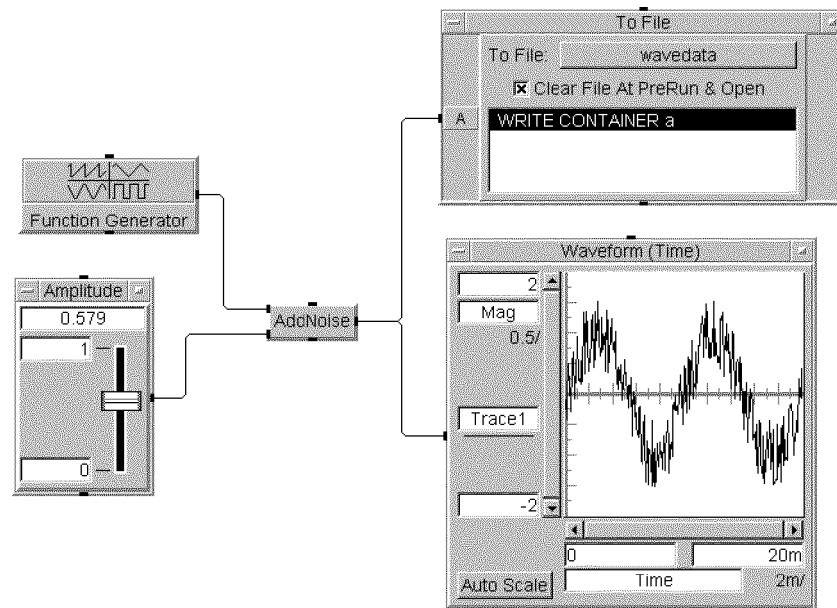 To File
To File: wavedata
Clear File At PreRun & Open
A
WRITE CONTAINER a
Function Generator
Amplitude
0.579
1
0
AddNoise
Waveform (Time)
2
Mag
0.5/
Trace1
-2
0 20m
Auto Scale Time 2m/